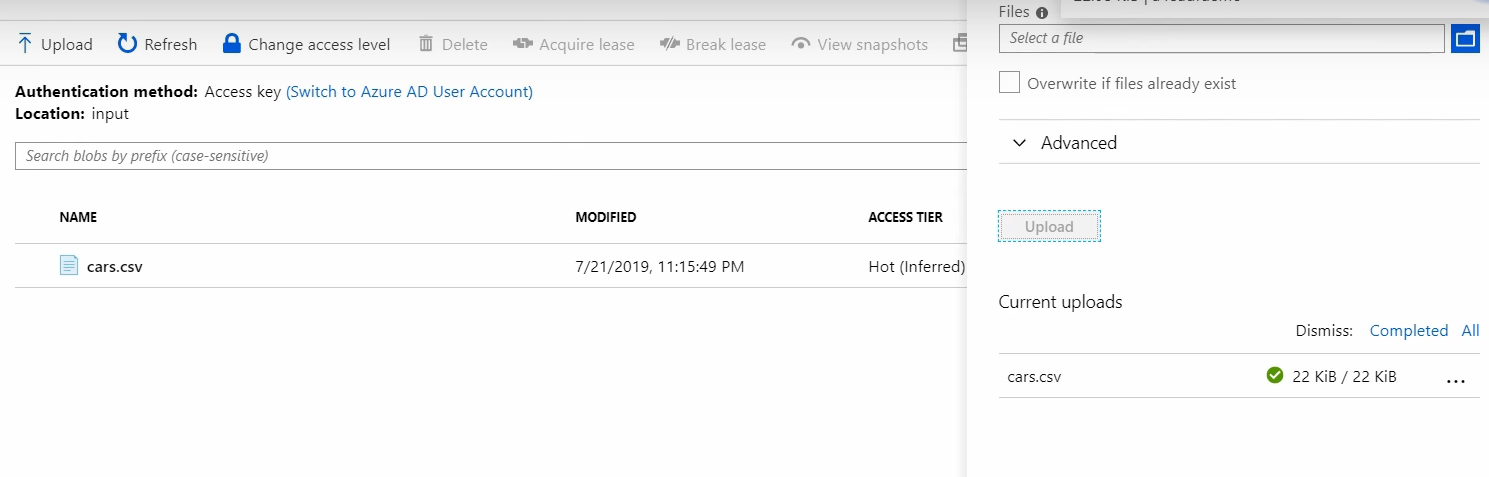 Upload Refresh Change access level Delete Acquire lease Break lease View snapshots
Authentication method: Access key (Switch to Azure AD User Account)
Location: input
Search blobs by prefix (case-sensitive)
NAME MODIFIED ACCESS TIER
cars.csv 7/21/2019, 11:15:49 PM Hot (Inferred)
Files
Select a file
Overwrite if files already exist
Advanced
Upload
Current uploads
Dismiss: Completed All
cars.csv 22 KiB / 22 KiB ...